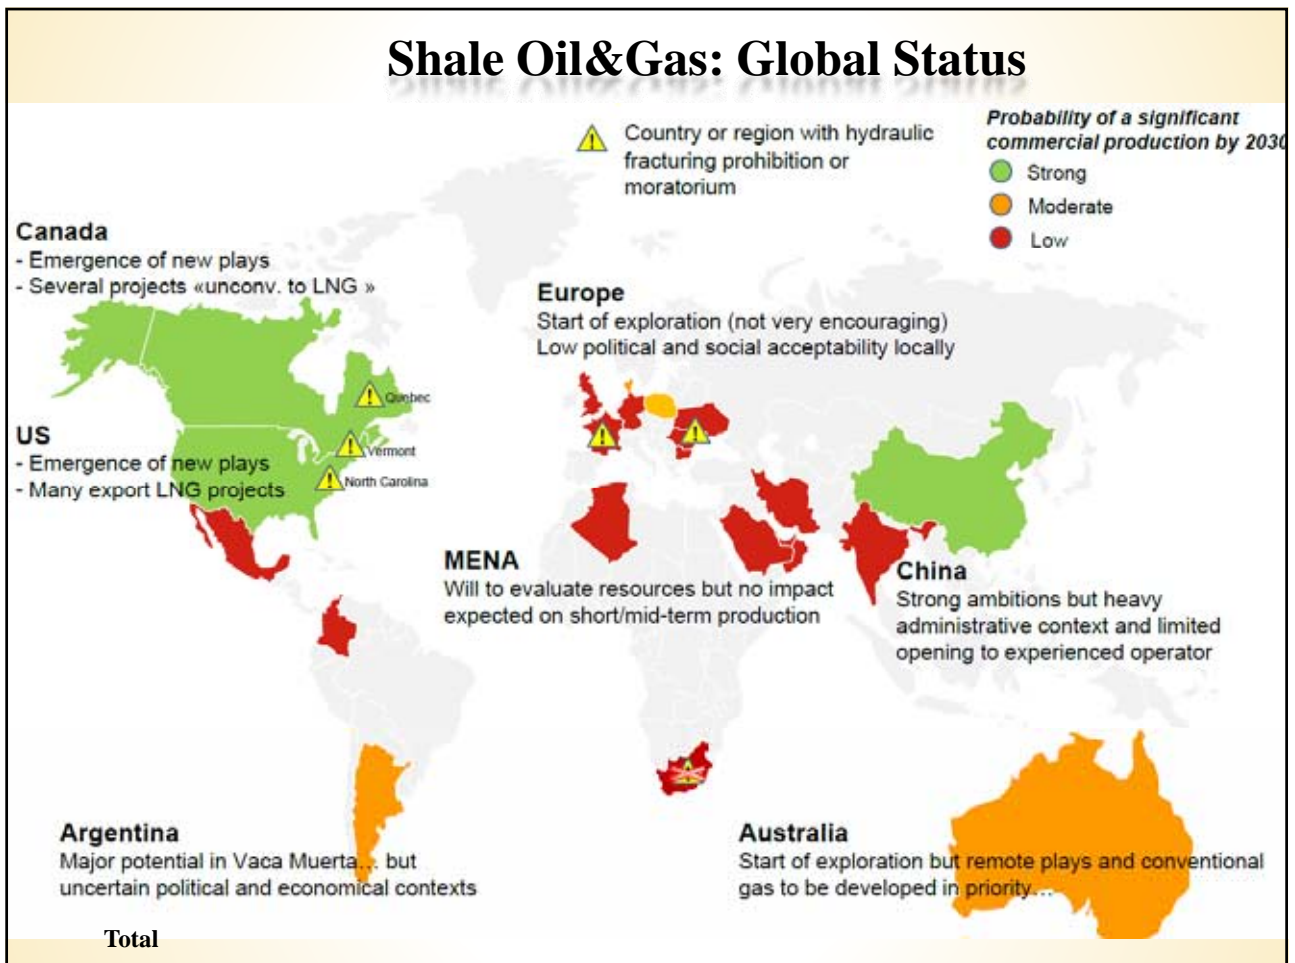 Shale Oil&Gas: Global Status
Country or region with hydraulic
fracturing prohibition or
moratorium
Probability of a significant
commercial production by 2030
Strong
Moderate
Low
Canada
- Emergence of new plays
- Several projects «unconv. to LNG »
Europe
Start of exploration (not very encouraging)
Low political and social acceptability locally
Quebec
US
- Emergence of new plays
- Many export LNG projects
Vermont
North Carolina
MENA
Will to evaluate resources but no impact
expected on short/mid-term production
China
Strong ambitions but heavy
administrative context and limited
opening to experienced operator
Argentina
Major potential in Vaca Muerta... but
uncertain political and economical contexts
Australia
Start of exploration but remote plays and conventional
gas to be developed in priority...
Total